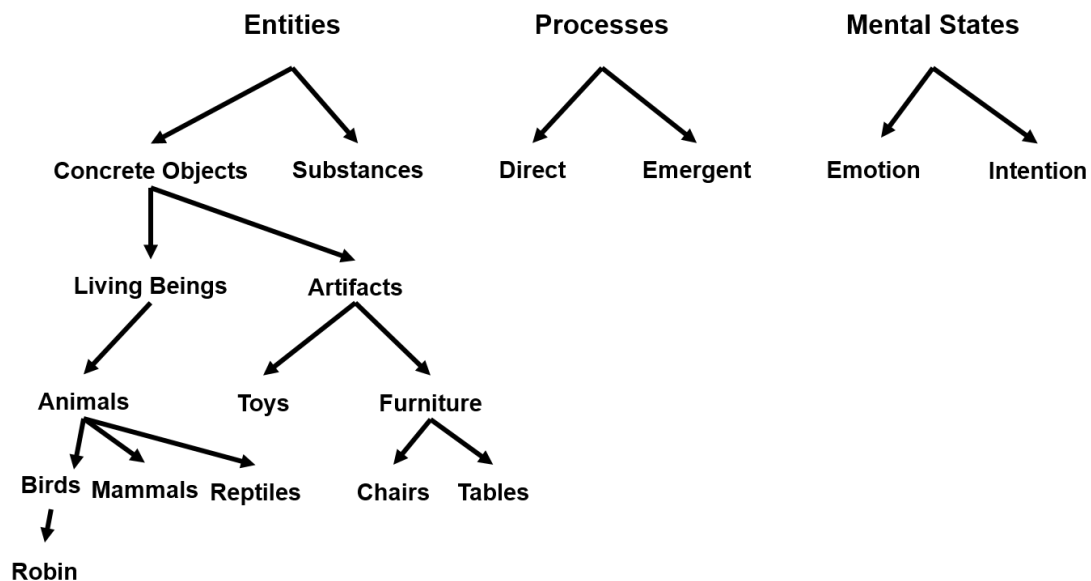 Entities Processes Mental States
Concrete Objects Substances Direct Emergent Emotion Intention
Living Beings Artifacts
Animals Toys Furniture
Birds Mammals Reptiles Chairs Tables
Robin